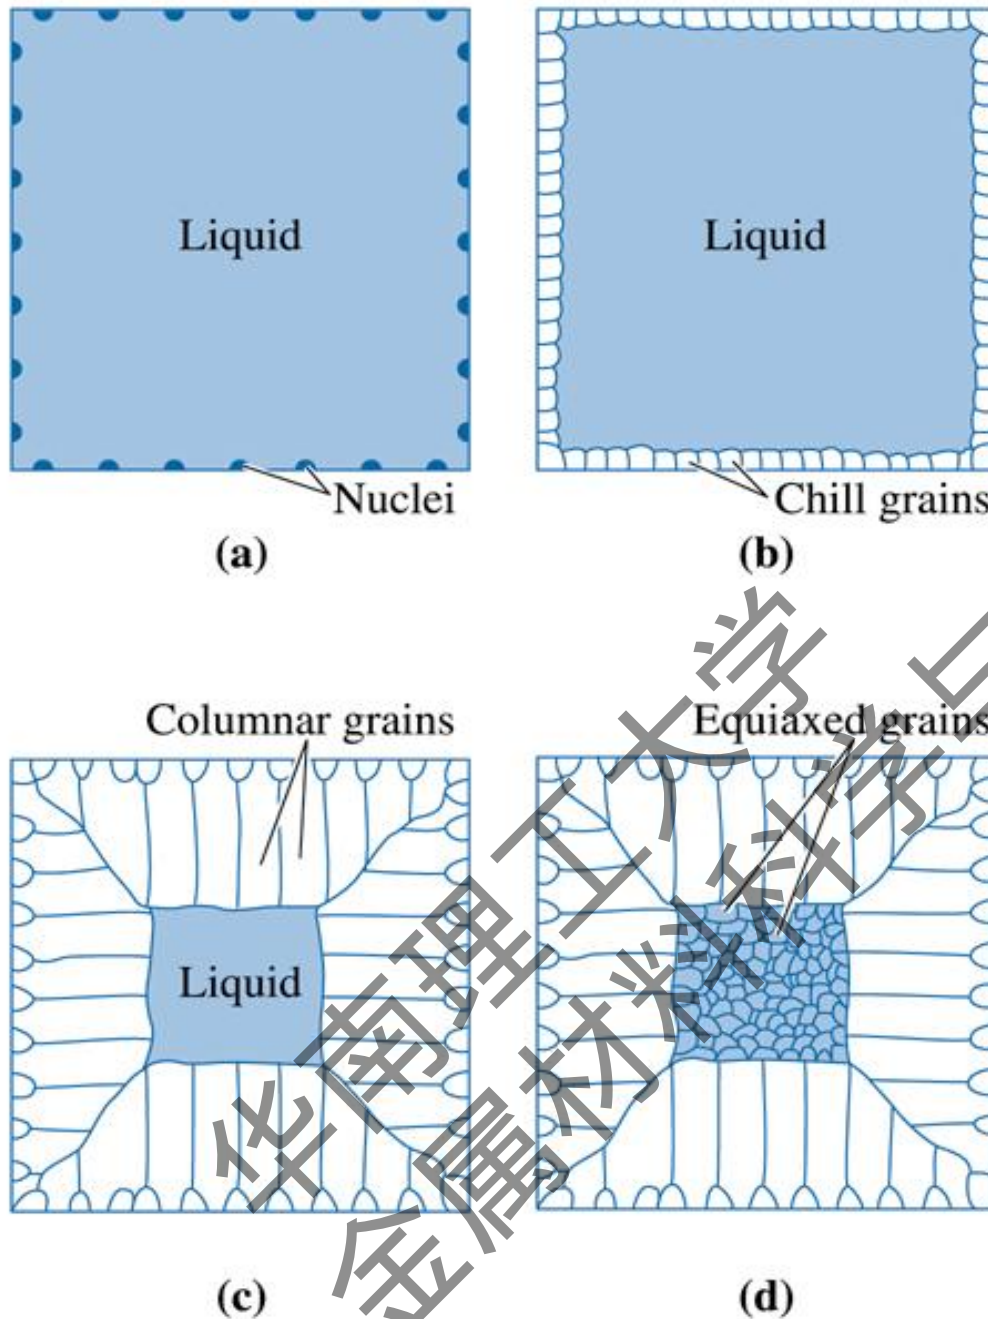 Liquid
Liquid
Nuclei
Chill grains
(a)
(b)
Columnar grains
Equiaxed grains
Liquid
(c)
(d)
华南理工大学
金属材料科学与